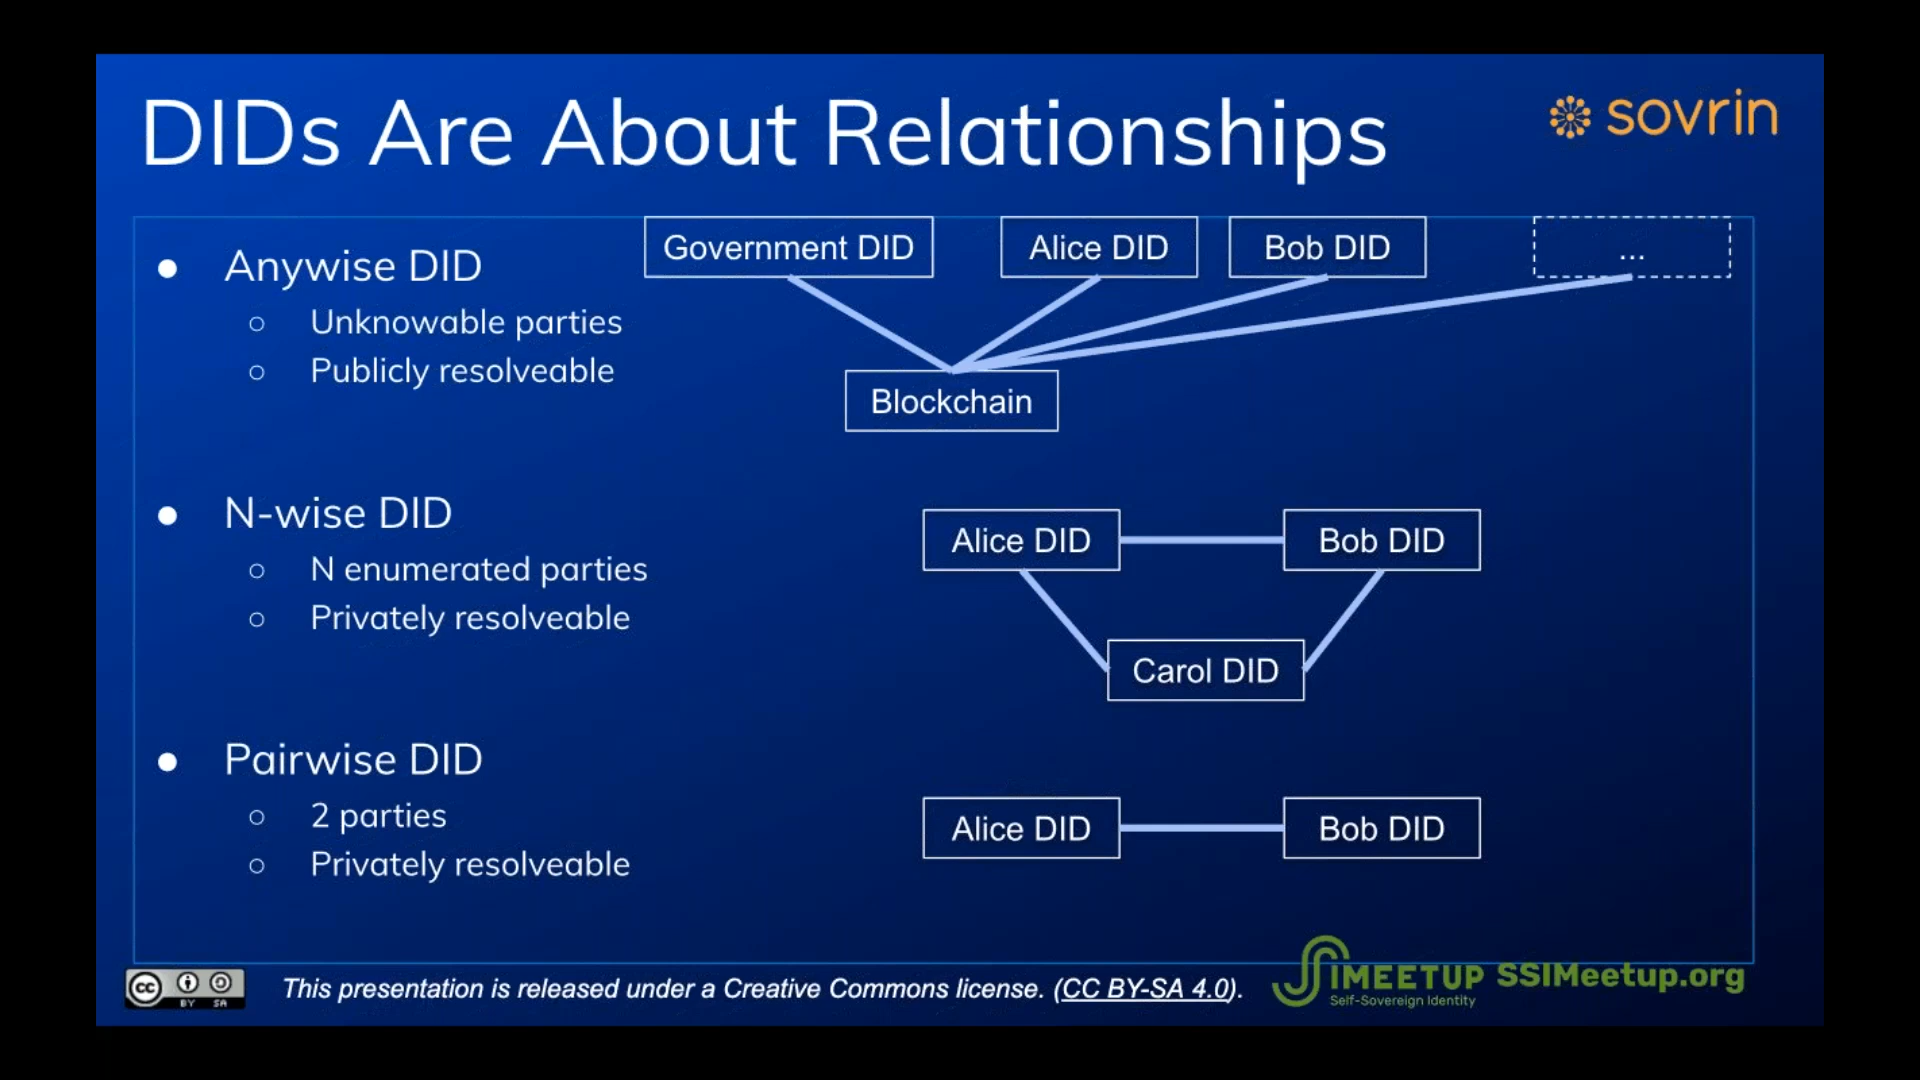 DIDs Are About Relationships
sovrin
Anywise DID
Unknowable parties
Publicly resolveable
Government DID
Alice DID
Bob DID
...
Blockchain
N-wise DID
N enumerated parties
Privately resolveable
Alice DID
Bob DID
Carol DID
Pairwise DID
2 parties
Privately resolveable
Alice DID
Bob DID
cc BY SA
This presentation is released under a Creative Commons license. (CC BY-SA 4.0).
SSIMEETUP SSIMeetup.org
Self-Sovereign Identity